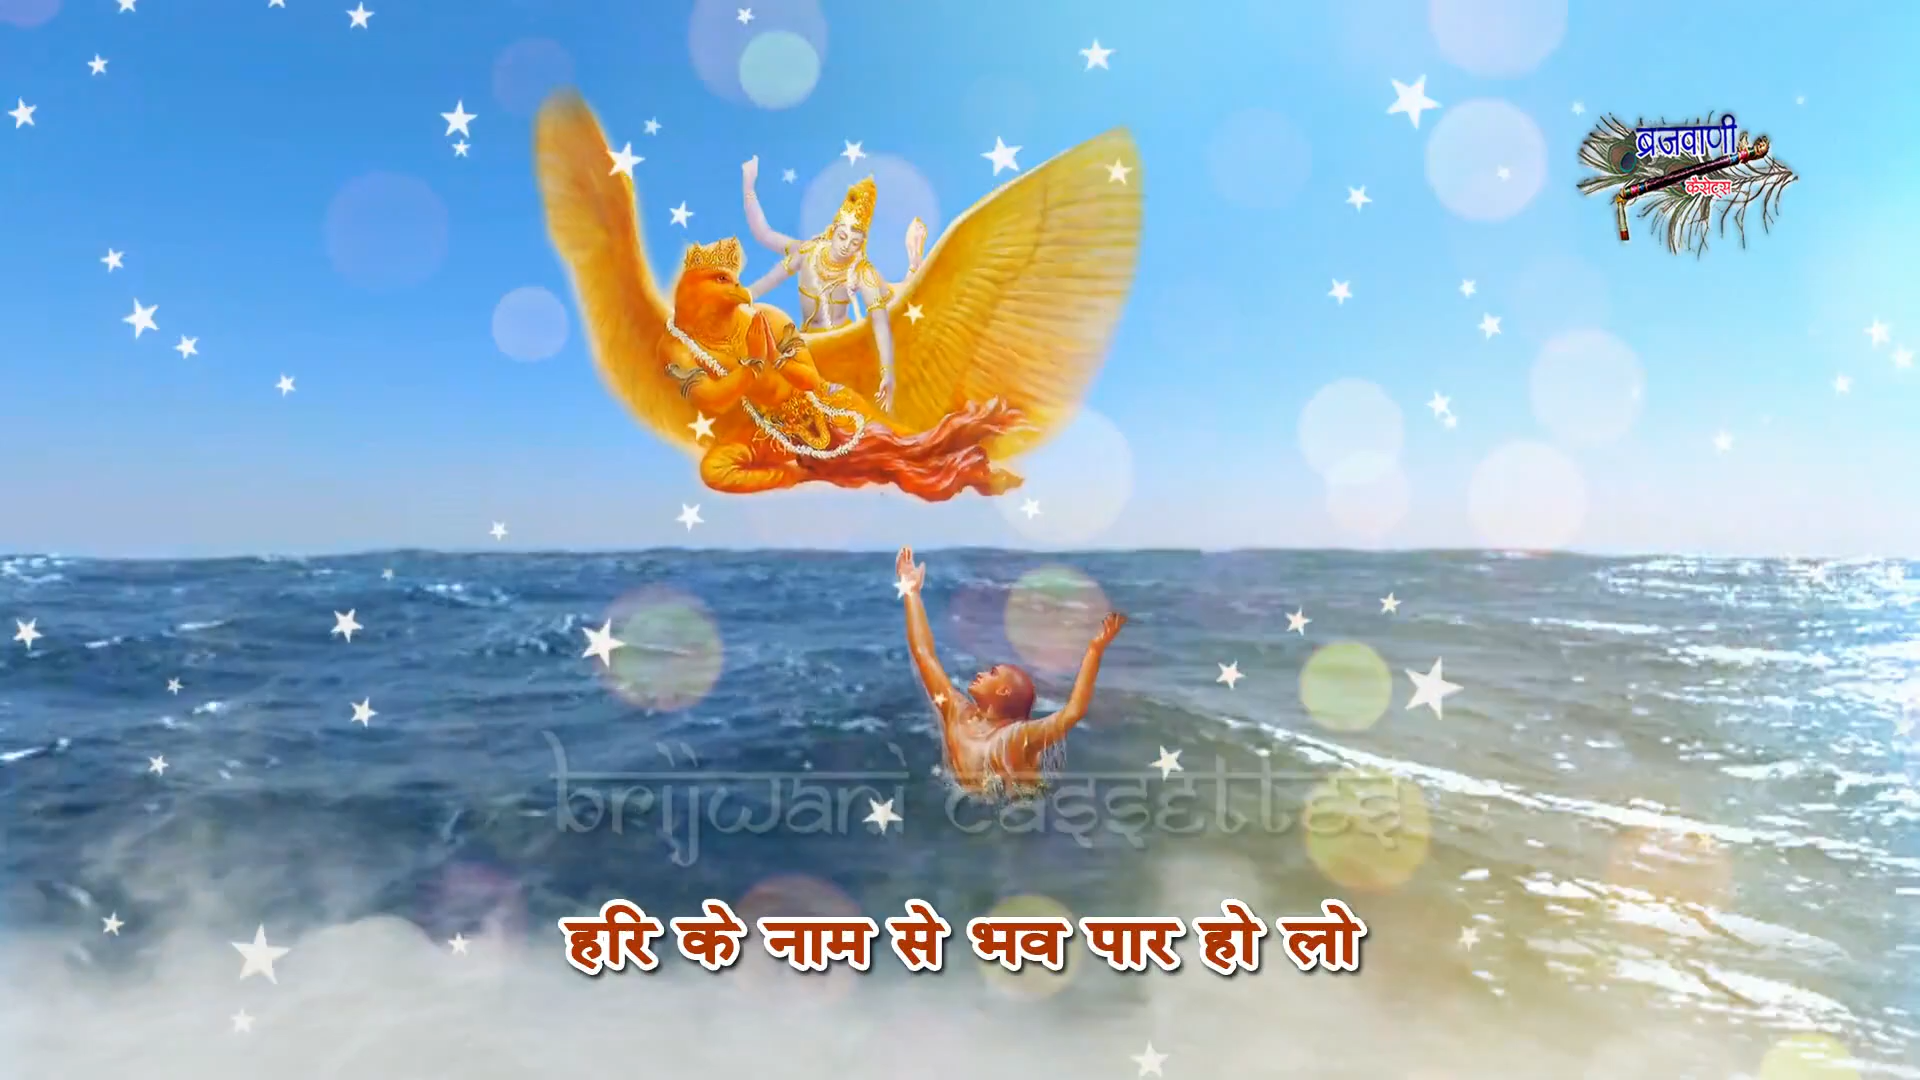 ब्रजवाणी
कैसेट्स
brijwani cassettes
हरि के नाम से भव पार हो लो